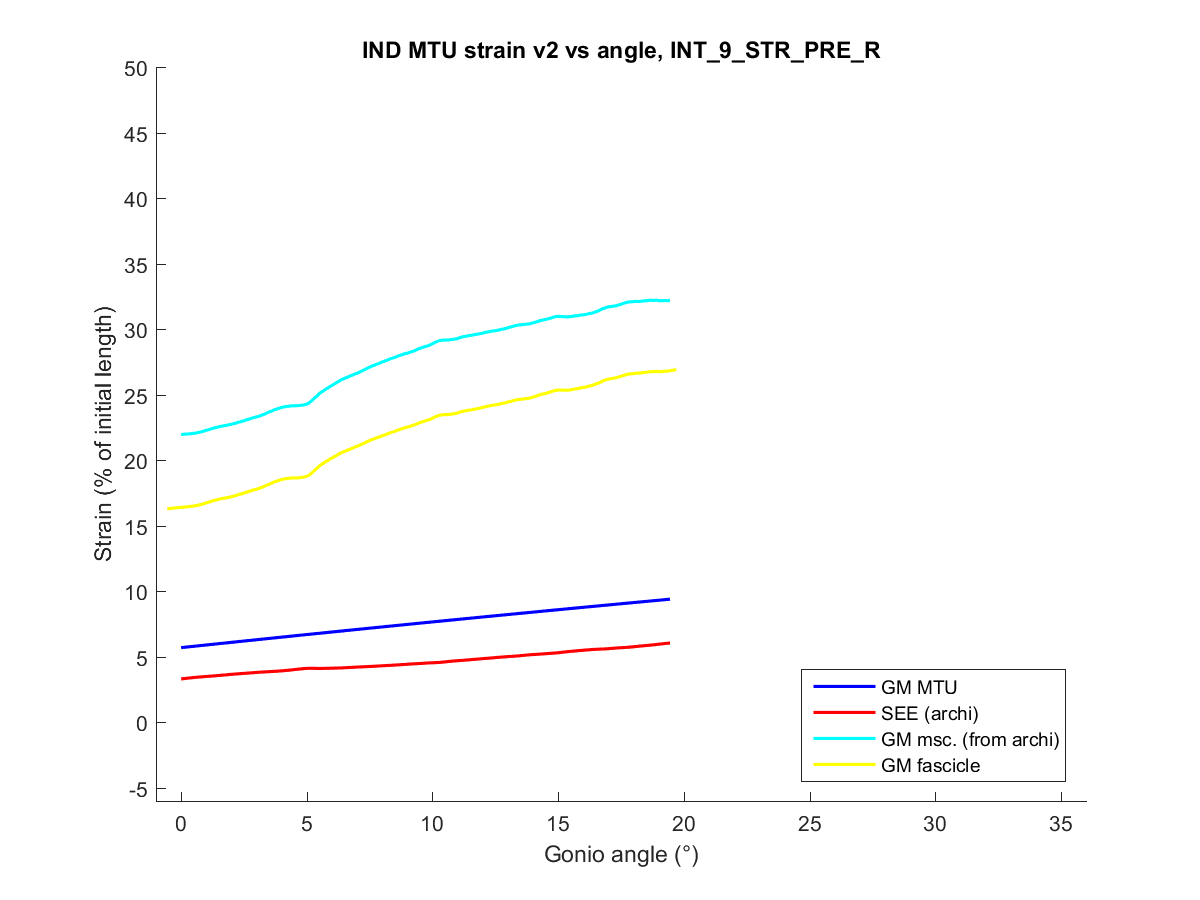 IND MTU strain v2 vs angle, INT_9_STR_PRE_R
50
45
40
35
30
25
20
15
10
5
0
-5
Strain (% of initial length)
0 5 10 15 20 25 30 35
Gonio angle (°)
GM MTU
SEE (archi)
GM msc. (from archi)
GM fascicle